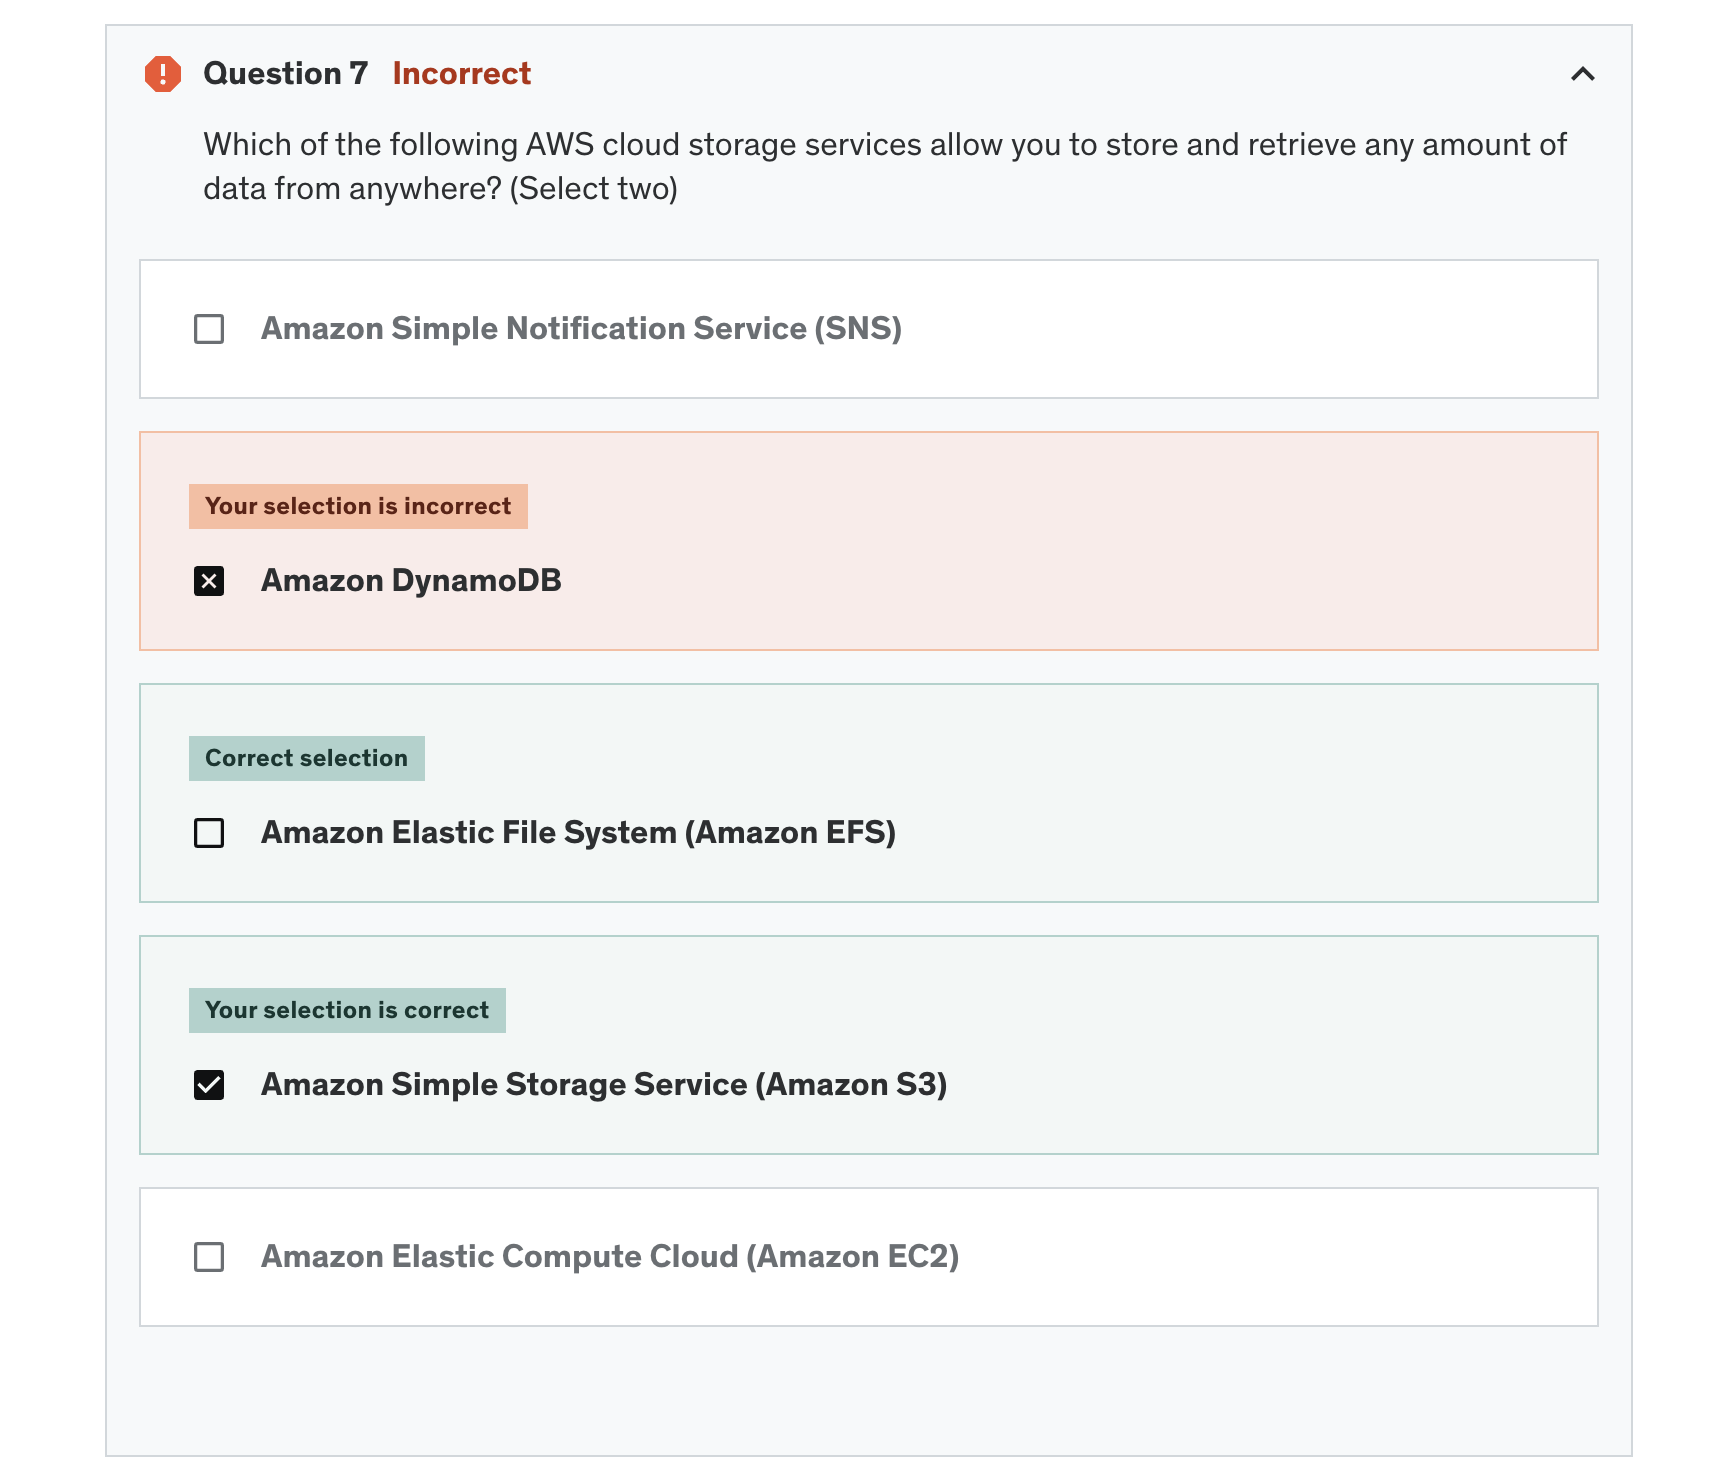 Question 7 Incorrect
Which of the following AWS cloud storage services allow you to store and retrieve any amount of
data from anywhere? (Select two)
Amazon Simple Notification Service (SNS)
Your selection is incorrect
Amazon DynamoDB
Correct selection
Amazon Elastic File System (Amazon EFS)
Your selection is correct
Amazon Simple Storage Service (Amazon S3)
Amazon Elastic Compute Cloud (Amazon EC2)